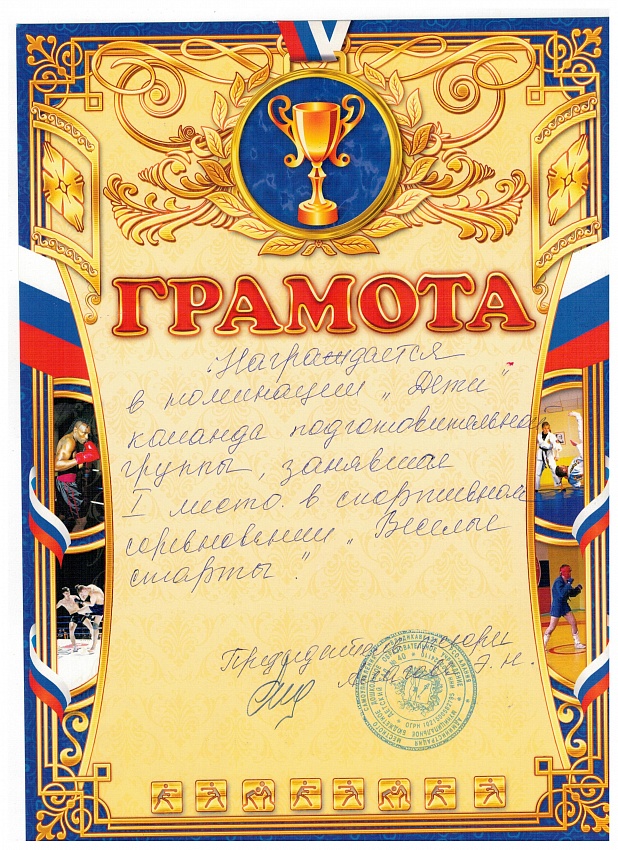 ГРАМОТА
Награждается
в номинации „Дети"
команда подготовительной
группы, занявшая
I место в спортивном
соревновании „Веселые
старты".
Председатель жюри
Э. Н.